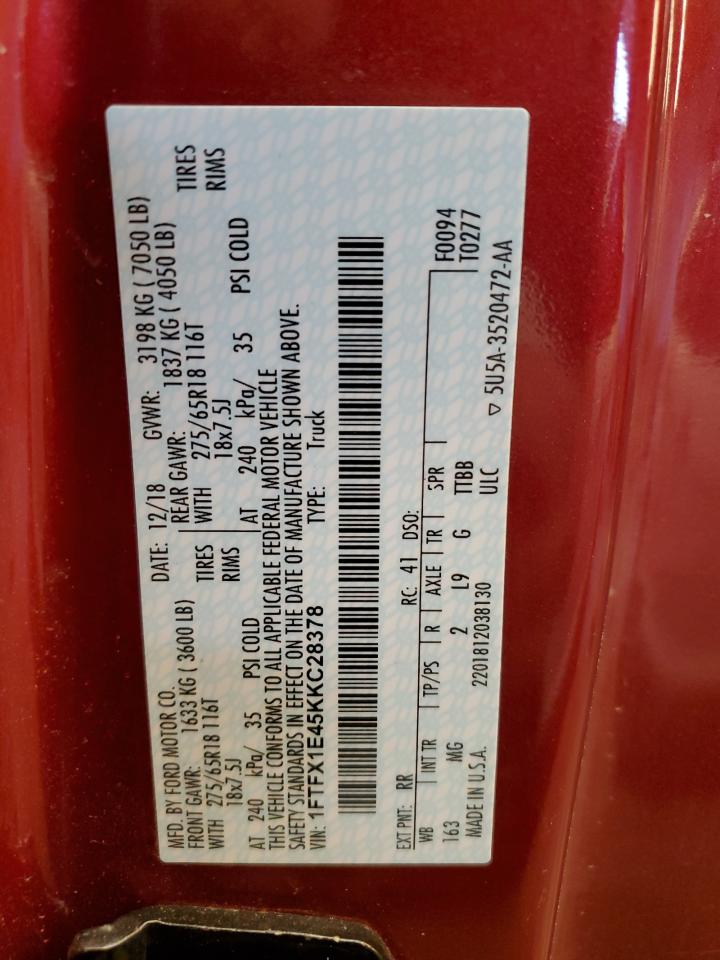 MFD. BY FORD MOTOR CO. DATE: 12/18 GVWR: 3198 KG ( 7050 LB)
FRONT GAWR: 1633 KG ( 3600 LB) REAR GAWR: 1837 KG ( 4050 LB)
WITH 275/65R18 116T TIRES WITH 275/65R18 116T TIRES
18x7.5J RIMS 18x7.5J RIMS
AT 240 kPa/ 35 PSI COLD AT 240 kPa/ 35 PSI COLD
THIS VEHICLE CONFORMS TO ALL APPLICABLE FEDERAL MOTOR VEHICLE
SAFETY STANDARDS IN EFFECT ON THE DATE OF MANUFACTURE SHOWN ABOVE.
VIN: 1FTFX1E45KKC28378 TYPE: Truck
EXT PNT: RR RC: 41 DSO:
WB INT TR TP/PS R AXLE TR SPR F0094
T0277
163 MG 2 L9 G TTBB
ULC
MADE IN U.S.A. 2201812038130 ▽ 5U5A-3520472-AA